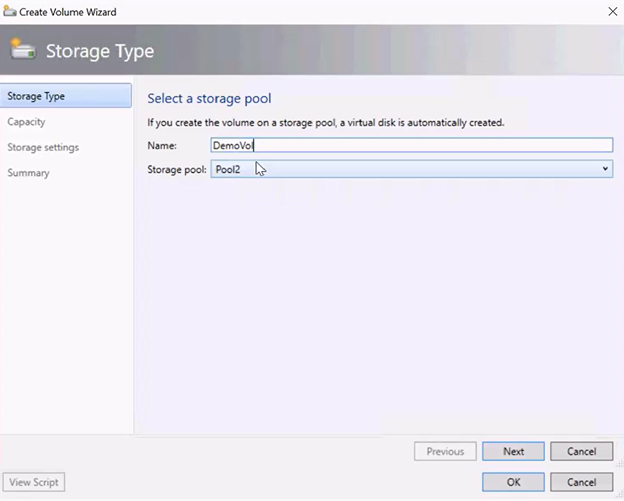 Create Volume Wizard
Storage Type
Storage Type
Capacity
Storage settings
Summary
Select a storage pool
If you create the volume on a storage pool, a virtual disk is automatically created.
Name: DemoVol
Storage pool: Pool2
Previous Next Cancel
View Script OK Cancel